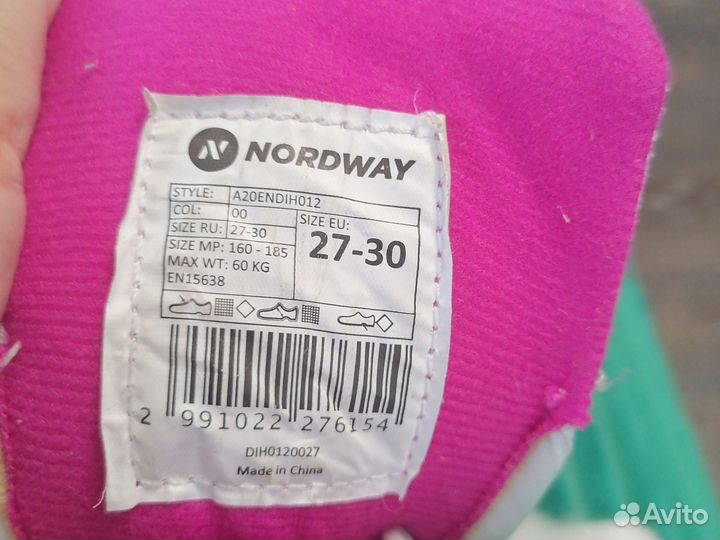 NORDWAY
STYLE: A20ENDIH012
COL: 00
SIZE RU: 27-30
SIZE MP: 160 - 185
MAX WT: 60 KG
EN15638
SIZE EU:
27-30
2 991022 276154
DIH0120027
Made in China
Avito